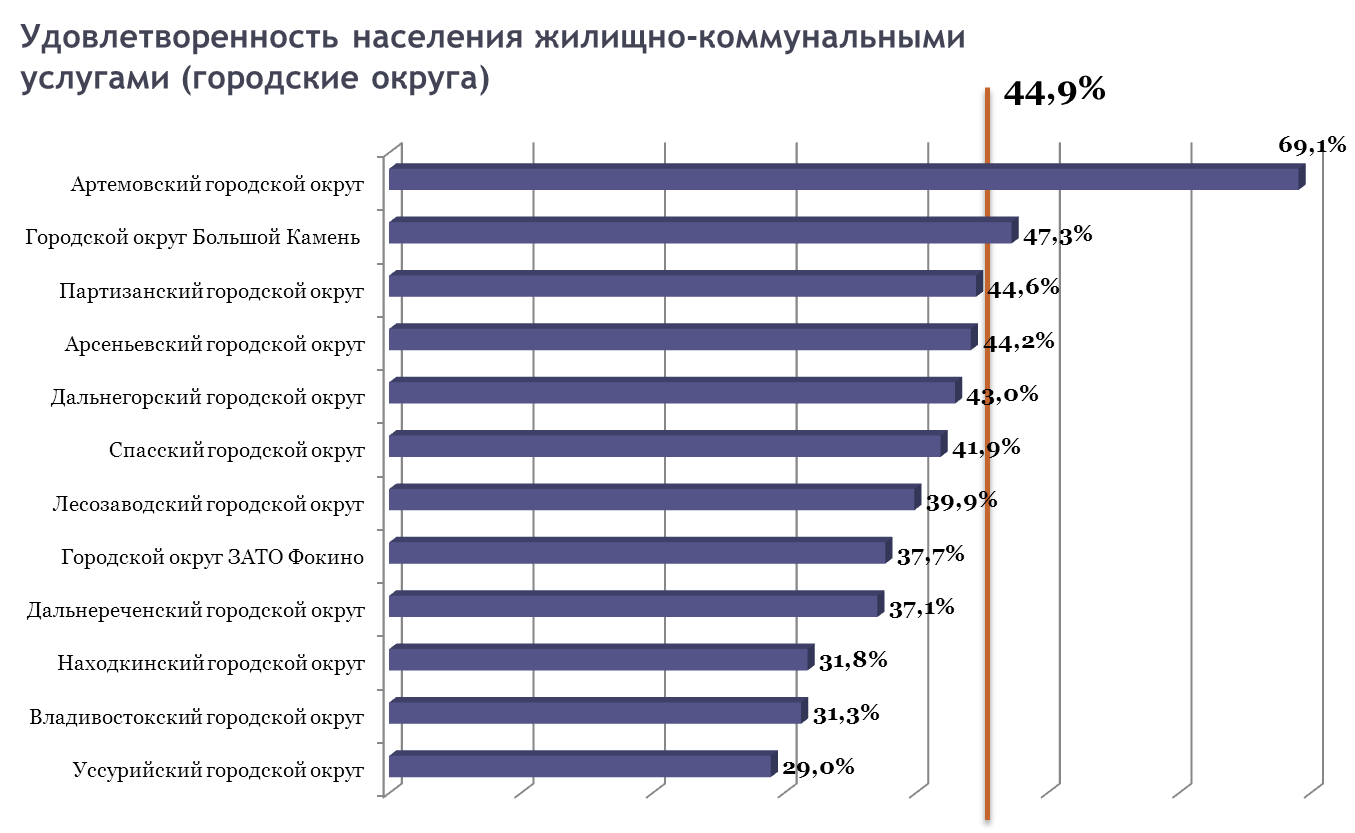 Удовлетворенность населения жилищно-коммунальными
услугами (городские округа)
44,9%
69,1%
Артемовский городской округ
Городской округ Большой Камень 47,3%
Партизанский городской округ 44,6%
Арсеньевский городской округ 44,2%
Дальнегорский городской округ 43,0%
Спасский городской округ 41,9%
Лесозаводский городской округ 39,9%
Городской округ ЗАТО Фокино 37,7%
Дальнереченский городской округ 37,1%
Находкинский городской округ 31,8%
Владивостокский городской округ 31,3%
Уссурийский городской округ 29,0%